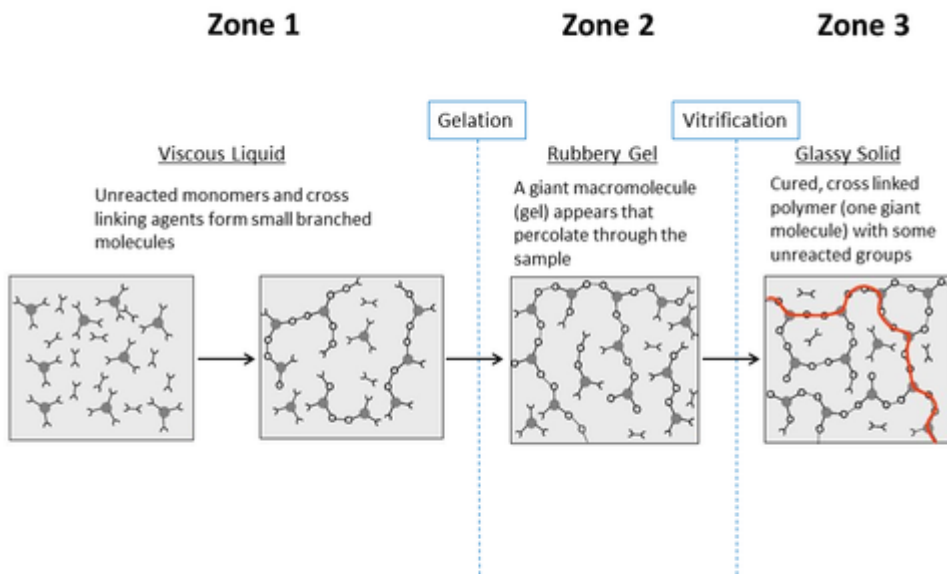 Zone 1
Zone 2
Zone 3
Gelation
Vitrification
Viscous Liquid
Unreacted monomers and cross
linking agents form small branched
molecules
Rubbery Gel
A giant macromolecule
(gel) appears that
percolate through the
sample
Glassy Solid
Cured, cross linked
polymer (one giant
molecule) with some
unreacted groups